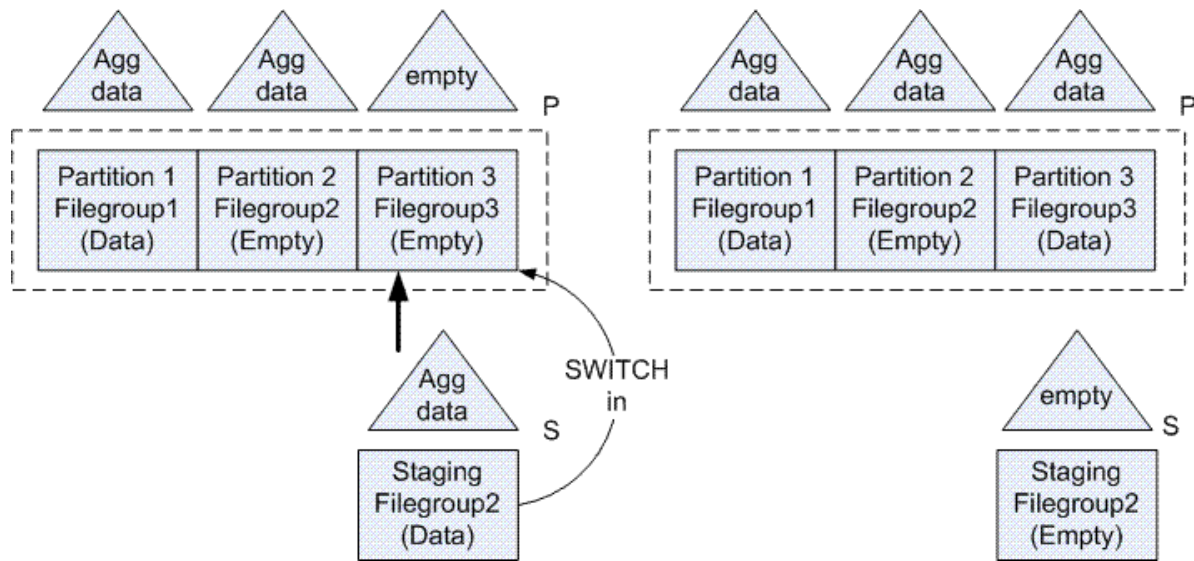 Agg
data
Agg
data
empty
P
Partition 1
Filegroup1
(Data)
Partition 2
Filegroup2
(Empty)
Partition 3
Filegroup3
(Empty)
Agg
data
S
SWITCH
in
Staging
Filegroup2
(Data)
Agg
data
Agg
data
Agg
data
P
Partition 1
Filegroup1
(Data)
Partition 2
Filegroup2
(Empty)
Partition 3
Filegroup3
(Data)
empty
S
Staging
Filegroup2
(Empty)